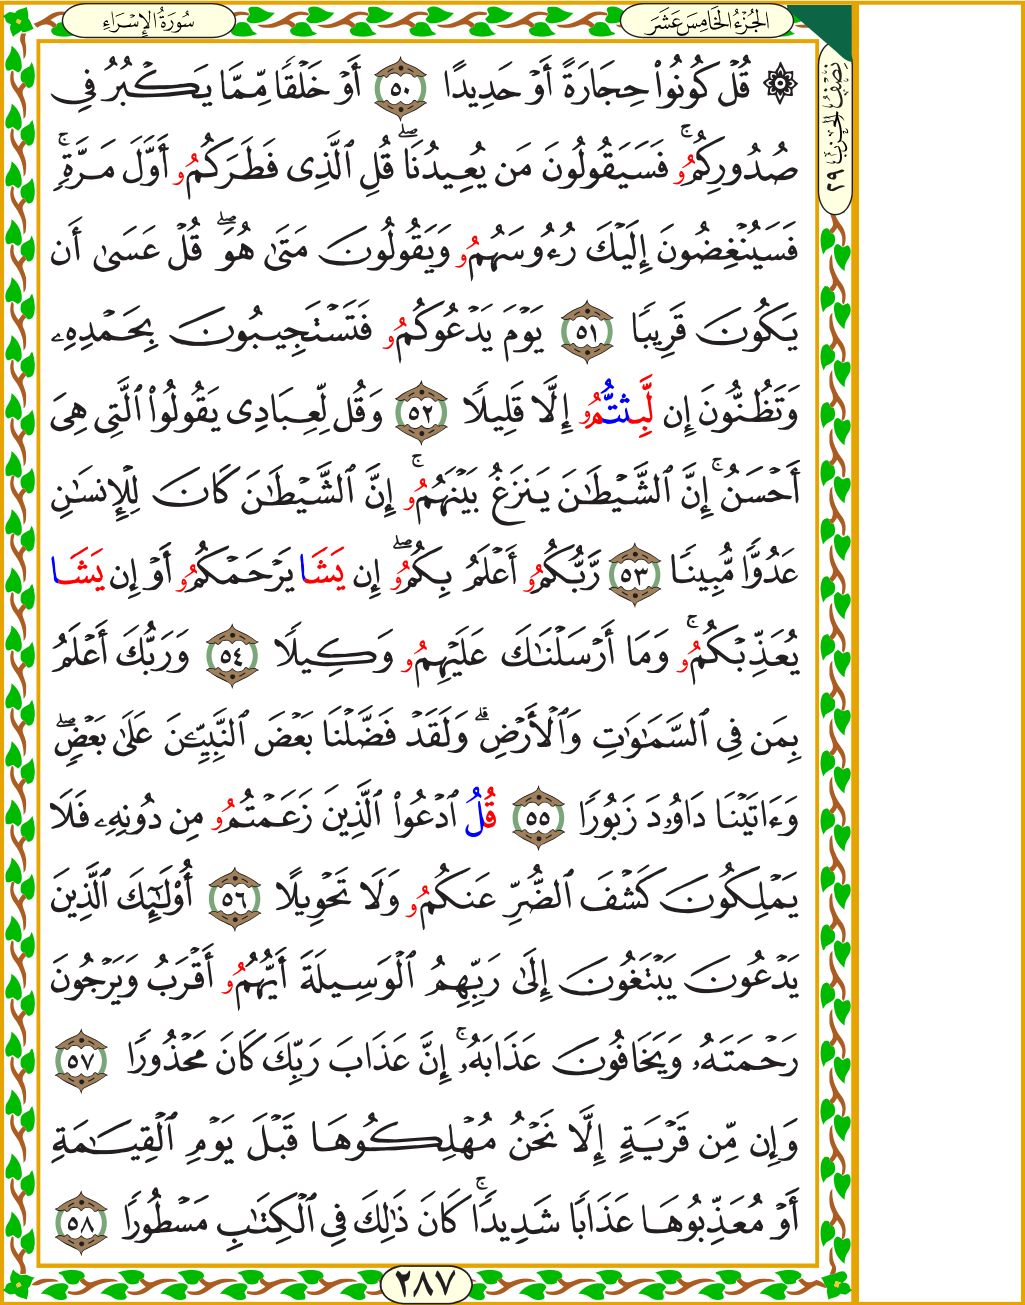 الجُزْءُ الخَامِسَ عَشَرَ
سُورَةُ الإِسْرَاءِ
نِصْفُ الحِزْبِ ٢٩
۞ قُلْ كُونُواْ حِجَارَةً أَوْ حَدِيدًا ٥٠ أَوْ خَلْقًا مِّمَّا يَكْبُرُ فِي
صُدُورِكُمُۥۚ فَسَيَقُولُونَ مَن يُعِيدُنَاۖ قُلِ ٱلَّذِى فَطَرَكُمُۥ أَوَّلَ مَرَّةٍۚ
فَسَيُنْغِضُونَ إِلَيْكَ رُءُوسَهُمُۥ وَيَقُولُونَ مَتَىٰ هُوَۖ قُلْ عَسَىٰ أَن
يَكُونَ قَرِيبًا ٥١ يَوْمَ يَدْعُوكُمُۥ فَتَسْتَجِيبُونَ بِحَمْدِهِۦ
وَتَظُنُّونَ إِن لَّبِثتُّمُۥ إِلَّا قَلِيلًا ٥٢ وَقُل لِّعِبَادِى يَقُولُواْ ٱلَّتِى هِىَ
أَحْسَنُۚ إِنَّ ٱلشَّيْطَٰنَ يَنزَغُ بَيْنَهُمُۥۚ إِنَّ ٱلشَّيْطَٰنَ كَانَ لِلْإِنسَٰنِ
عَدُوًّا مُّبِينًا ٥٣ رَّبُّكُمُۥ أَعْلَمُ بِكُمُۥۖ إِن يَشَا يَرْحَمْكُمُۥ أَوْ إِن يَشَا
يُعَذِّبْكُمُۥۚ وَمَا أَرْسَلْنَٰكَ عَلَيْهِمُۥ وَكِيلًا ٥٤ وَرَبُّكَ أَعْلَمُ
بِمَن فِى ٱلسَّمَٰوَٰتِ وَٱلْأَرْضِۗ وَلَقَدْ فَضَّلْنَا بَعْضَ ٱلنَّبِيِّـۧنَ عَلَىٰ بَعْضٍۖ
وَءَاتَيْنَا دَاوُۥدَ زَبُورًا ٥٥ قُلُ ٱدْعُواْ ٱلَّذِينَ زَعَمْتُمُۥ مِن دُونِهِۦ فَلَا
يَمْلِكُونَ كَشْفَ ٱلضُّرِّ عَنكُمُۥ وَلَا تَحْوِيلًا ٥٦ أُوْلَٰٓئِكَ ٱلَّذِينَ
يَدْعُونَ يَبْتَغُونَ إِلَىٰ رَبِّهِمُ ٱلْوَسِيلَةَ أَيُّهُمُۥ أَقْرَبُ وَيَرْجُونَ
رَحْمَتَهُۥ وَيَخَافُونَ عَذَابَهُۥۚ إِنَّ عَذَابَ رَبِّكَ كَانَ مَحْذُورًا ٥٧
وَإِن مِّن قَرْيَةٍ إِلَّا نَحْنُ مُهْلِكُوهَا قَبْلَ يَوْمِ ٱلْقِيَٰمَةِ
أَوْ مُعَذِّبُوهَا عَذَابًا شَدِيدًاۚ كَانَ ذَٰلِكَ فِى ٱلْكِتَٰبِ مَسْطُورًا ٥٨
٢٨٧